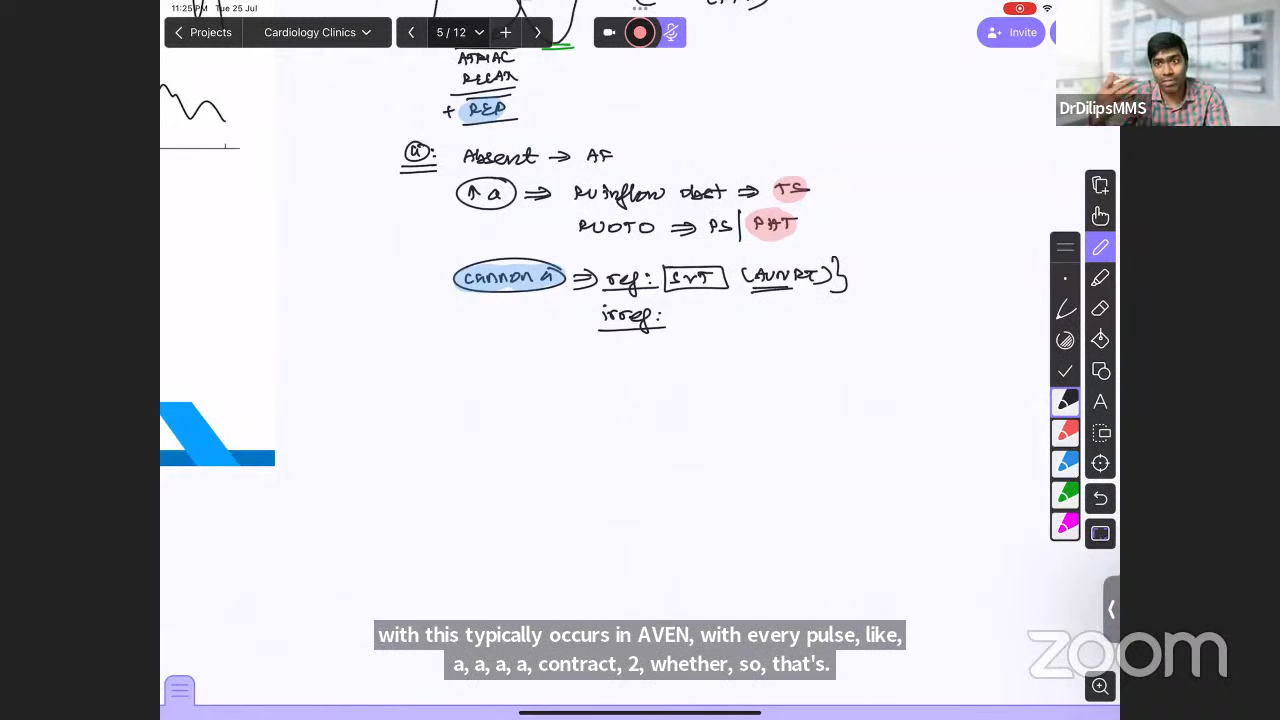 11:25 PM Tue 25 Jul
Projects
Cardiology Clinics
5 / 12
Invite
DrDilipsMMS
ATRIAL
RELAX
+ REP
a : Absent → AF
↑ a ⇒ RV inflow obst ⇒ TS
RVOTO ⇒ PS | PHT
cannon a ⇒ reg: SVT (AVNRT) }
irreg:
with this typically occurs in AVEN, with every pulse, like,
a, a, a, a, contract, 2, whether, so, that's.
zoom